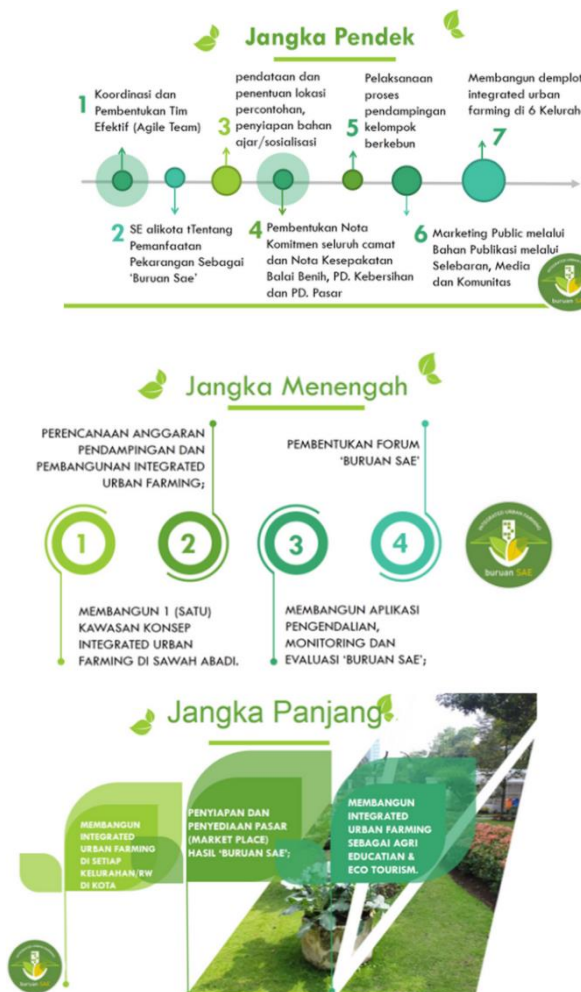 Jangka Pendek
1 Koordinasi dan
Pembentukan Tim
Efektif (Agile Team)
2 SE alikota tTentang
Pemanfaatan
Pekarangan Sebagai
'Buruan Sae'
3 pendataan dan
penentuan lokasi
percontohan,
penyiapan bahan
ajar/sosialisasi
4 Pembentukan Nota
Komitmen seluruh camat
dan Nota Kesepakatan
Balai Benih, PD. Kebersihan
dan PD. Pasar
5 Pelaksanaan
proses
pendampingan
kelompok
berkebun
6 Marketing Public melalui
Bahan Publikasi melalui
Selebaran, Media
dan Komunitas
7 Membangun demplot
integrated urban
farming di 6 Kelurah
buruan SAE
Jangka Menengah
1
MEMBANGUN 1 (SATU)
KAWASAN KONSEP
INTEGRATED URBAN
FARMING DI SAWAH ABADI.
2
PERENCANAAN ANGGARAN
PENDAMPINGAN DAN
PEMBANGUNAN INTEGRATED
URBAN FARMING;
3
MEMBANGUN APLIKASI
PENGENDALIAN,
MONITORING DAN
EVALUASI 'BURUAN SAE';
4
PEMBENTUKAN FORUM
'BURUAN SAE'
INTEGRATED URBAN FARMING
buruan SAE
Jangka Panjang
MEMBANGUN
INTEGRATED
URBAN FARMING
DI SETIAP
KELURAHAN/RW
DI KOTA
PENYIAPAN DAN
PENYEDIAAN PASAR
(MARKET PLACE)
HASIL 'BURUAN SAE';
MEMBANGUN
INTEGRATED
URBAN FARMING
SEBAGAI AGRI
EDUCATIAN &
ECO TOURISM.
buruan SAE